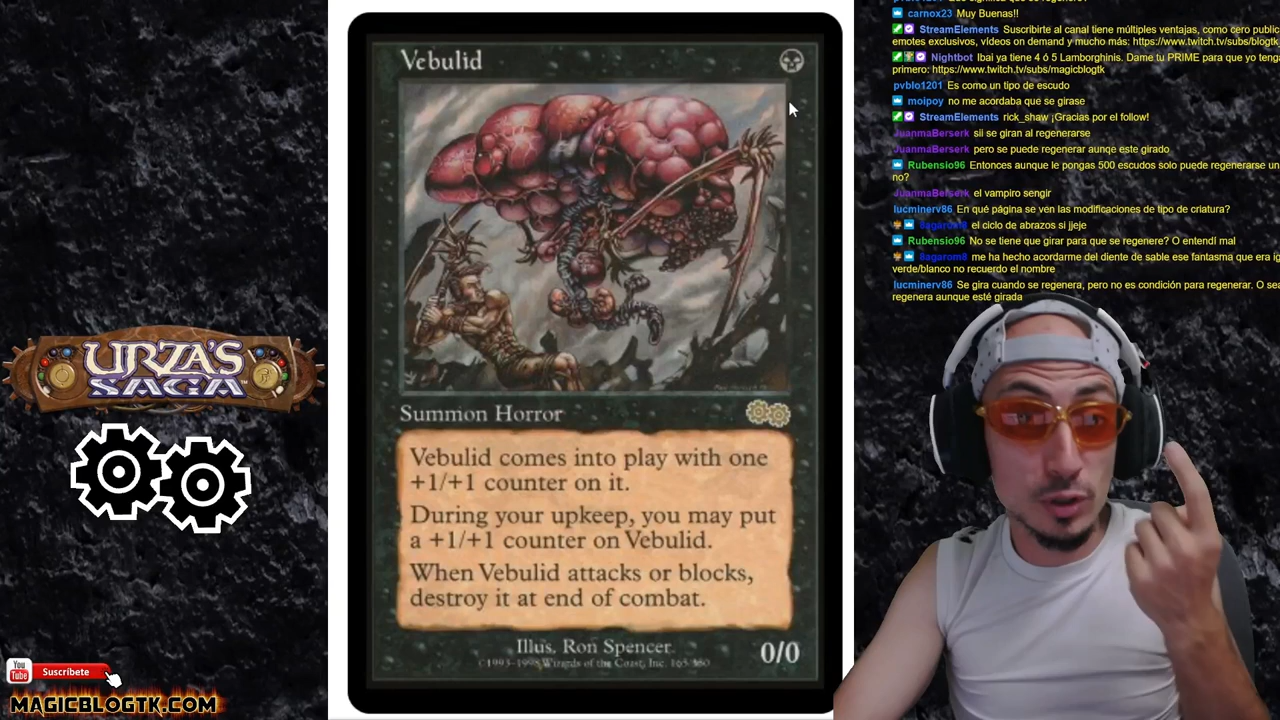 Vebulid
Summon Horror
Vebulid comes into play with one
+1/+1 counter on it.
During your upkeep, you may put
a +1/+1 counter on Vebulid.
When Vebulid attacks or blocks,
destroy it at end of combat.
Illus. Ron Spencer
0/0
URZA'S
SAGA
You
Tube
Suscríbete
MAGICBLOGTK.COM
carnox23 Muy Buenas!!
StreamElements Suscribirte al canal tiene múltiples ventajas, como cero public
emotes exclusivos, vídeos on demand y mucho más: https://www.twitch.tv/subs/blogtk
Nightbot Ibai ya tiene 4 ó 5 Lamborghinis. Dame tu PRIME para que yo teng
primero: https://www.twitch.tv/subs/magicblogtk
pvblo1201 Es como un tipo de escudo
moipoy no me acordaba que se girase
StreamElements rick_shaw ¡Gracias por el follow!
JuanmaBerserk sii se giran al regenerarse
JuanmaBerserk pero se puede regenerar aunqe este girado
Rubensio96 Entonces aunque le pongas 500 escudos solo puede regenerarse un
no?
JuanmaBerserk el vampiro sengir
lucminerv86 En qué página se ven las modificaciones de tipo de criatura?
8agarom8 el ciclo de abrazos si jjeje
Rubensio96 No se tiene que girar para que se regenere? O entendí mal
8agarom8 me ha hecho acordarme del diente de sable ese fantasma que era
verde/blanco no recuerdo el nombre
lucminerv86 Se gira cuando se regenera, pero no es condición para regenerar. O sea
regenera aunque esté girada